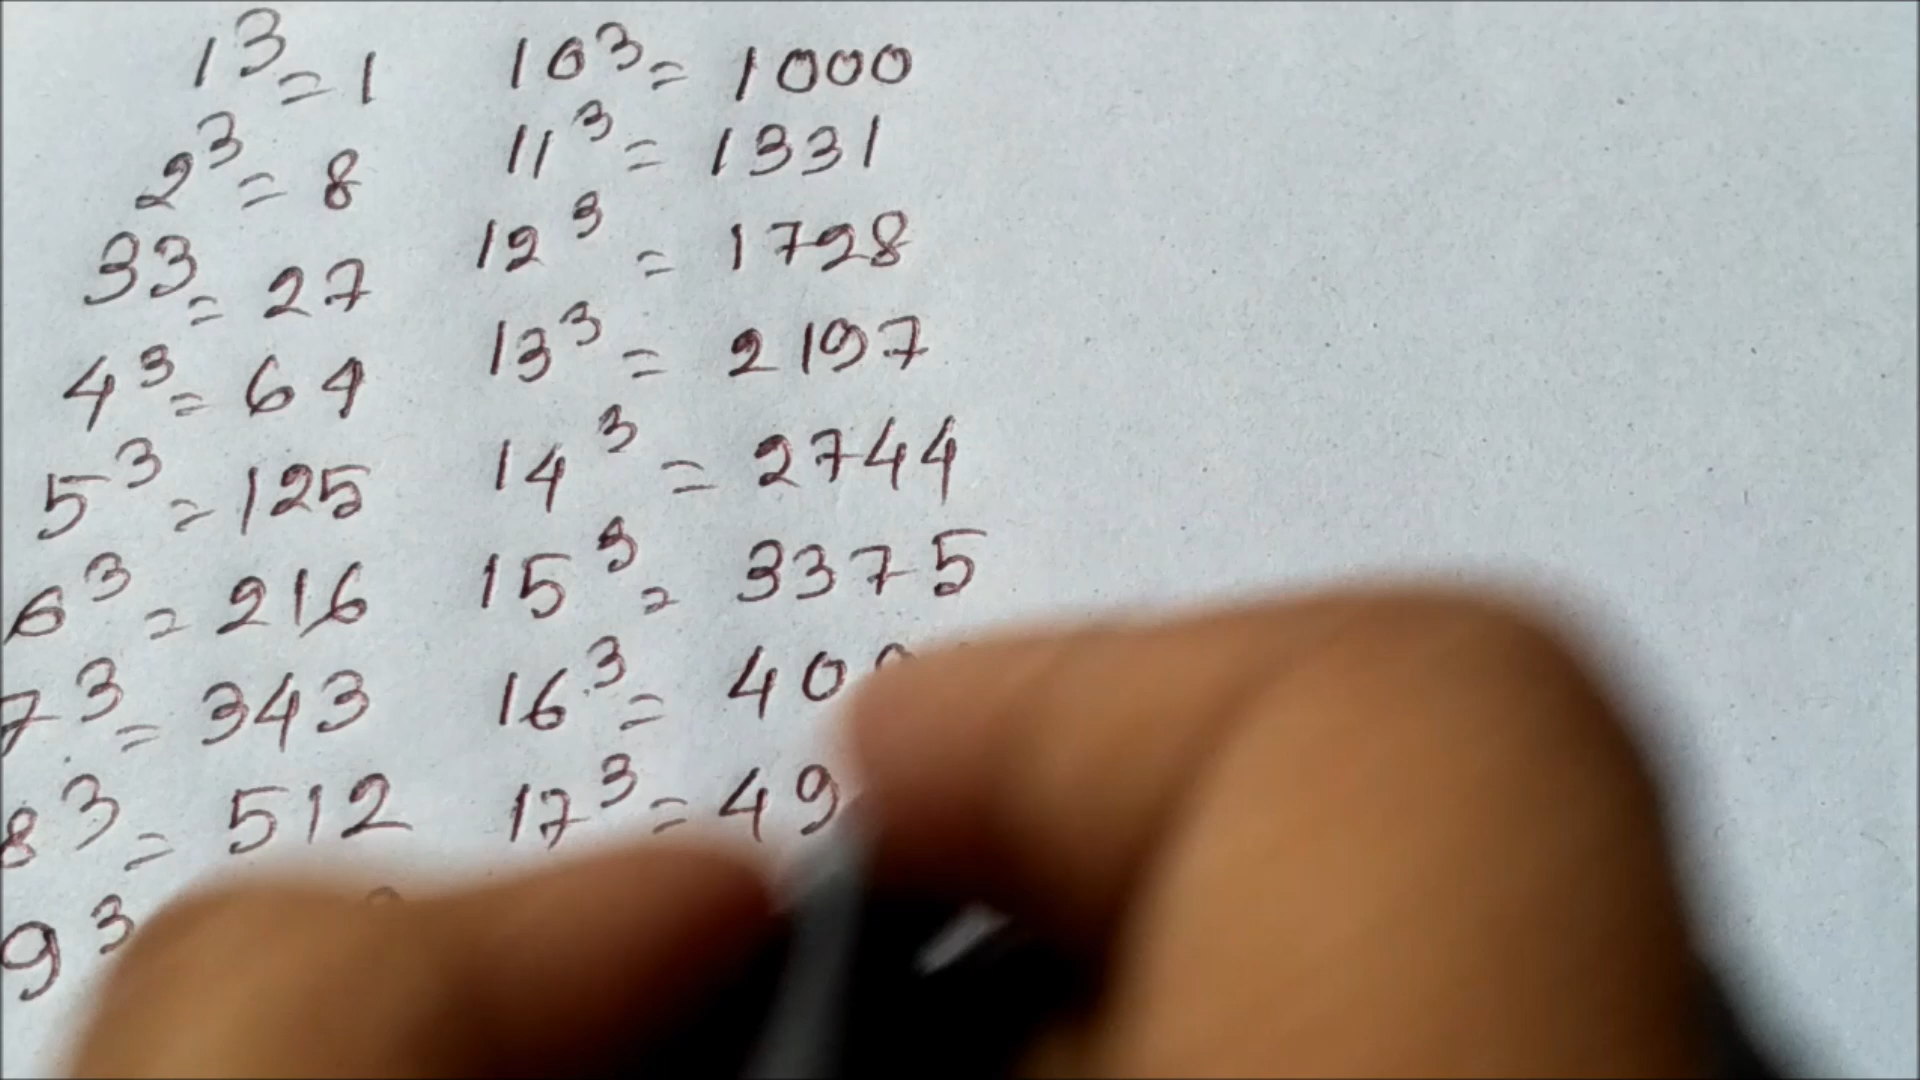 1³ = 1
2³ = 8
3³ = 27
4³ = 64
5³ = 125
6³ = 216
7³ = 343
8³ = 512
9³
10³ = 1000
11³ = 1331
12³ = 1728
13³ = 2197
14³ = 2744
15³ = 3375
16³ = 40
17³ = 49